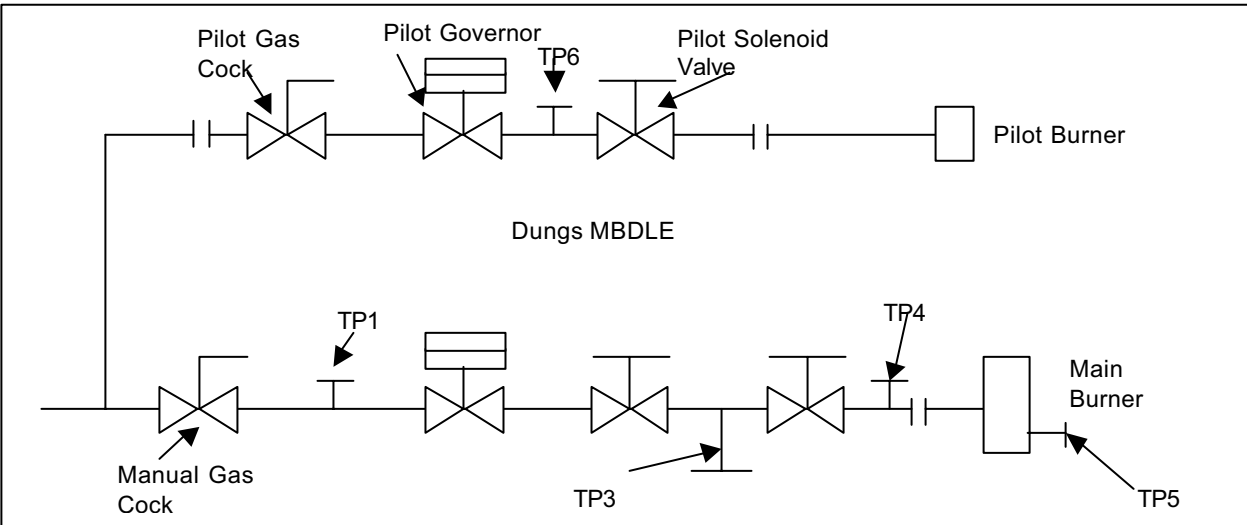 Pilot Gas
Cock
Pilot Governor
TP6
Pilot Solenoid
Valve
Pilot Burner
Dungs MBDLE
TP1
TP4
Main
Burner
Manual Gas
Cock
TP3
TP5